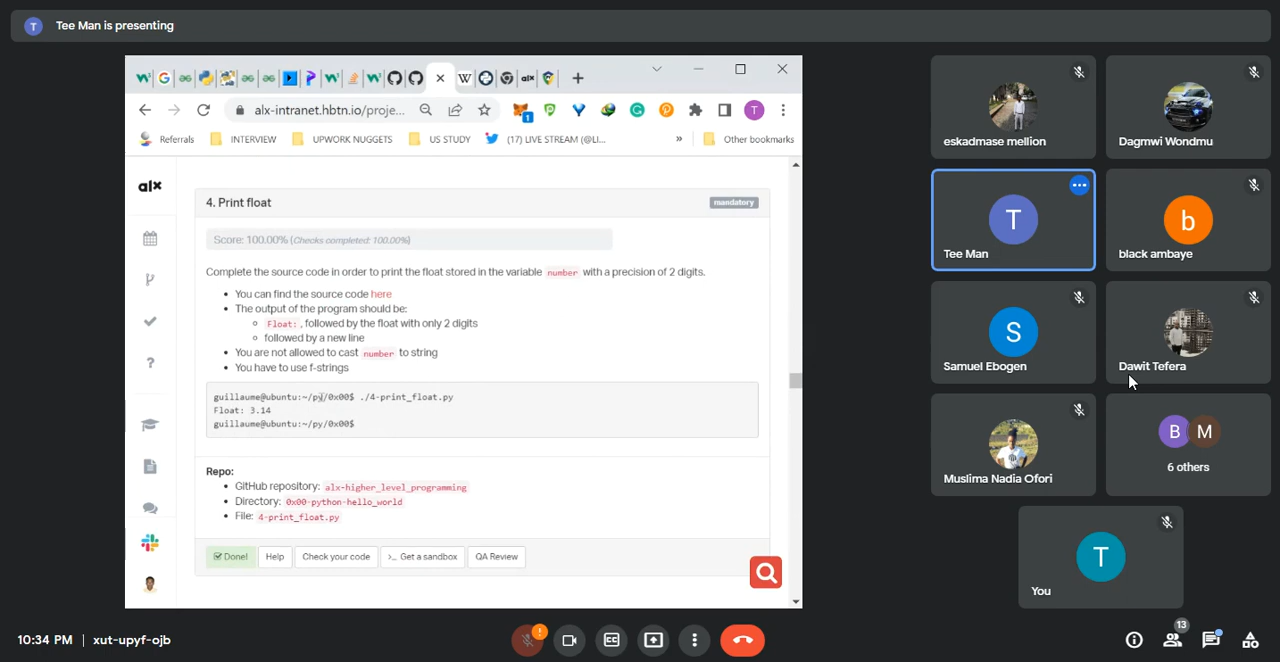 T Tee Man is presenting
alx-intranet.hbtn.io/proje...
T
1
Referrals INTERVIEW UPWORK NUGGETS US STUDY (17) LIVE STREAM (@LI... » Other bookmarks
alx
4. Print float mandatory
Score: 100.00% (Checks completed: 100.00%)
Complete the source code in order to print the float stored in the variable number with a precision of 2 digits.
You can find the source code here
The output of the program should be:
Float:, followed by the float with only 2 digits
followed by a new line
You are not allowed to cast number to string
You have to use f-strings
guillaume@ubuntu:~/py/0x00$ ./4-print_float.py
Float: 3.14
guillaume@ubuntu:~/py/0x00$
Repo:
GitHub repository: alx-higher_level_programming
Directory: 0x00-python-hello_world
File: 4-print_float.py
Done! Help Check your code >_ Get a sandbox QA Review
eskadmase mellion
Dagmwi Wondmu
T
Tee Man
b
black ambaye
S
Samuel Ebogen
Dawit Tefera
Muslima Nadia Ofori
B M
6 others
T
You
10:34 PM | xut-upyf-ojb
13